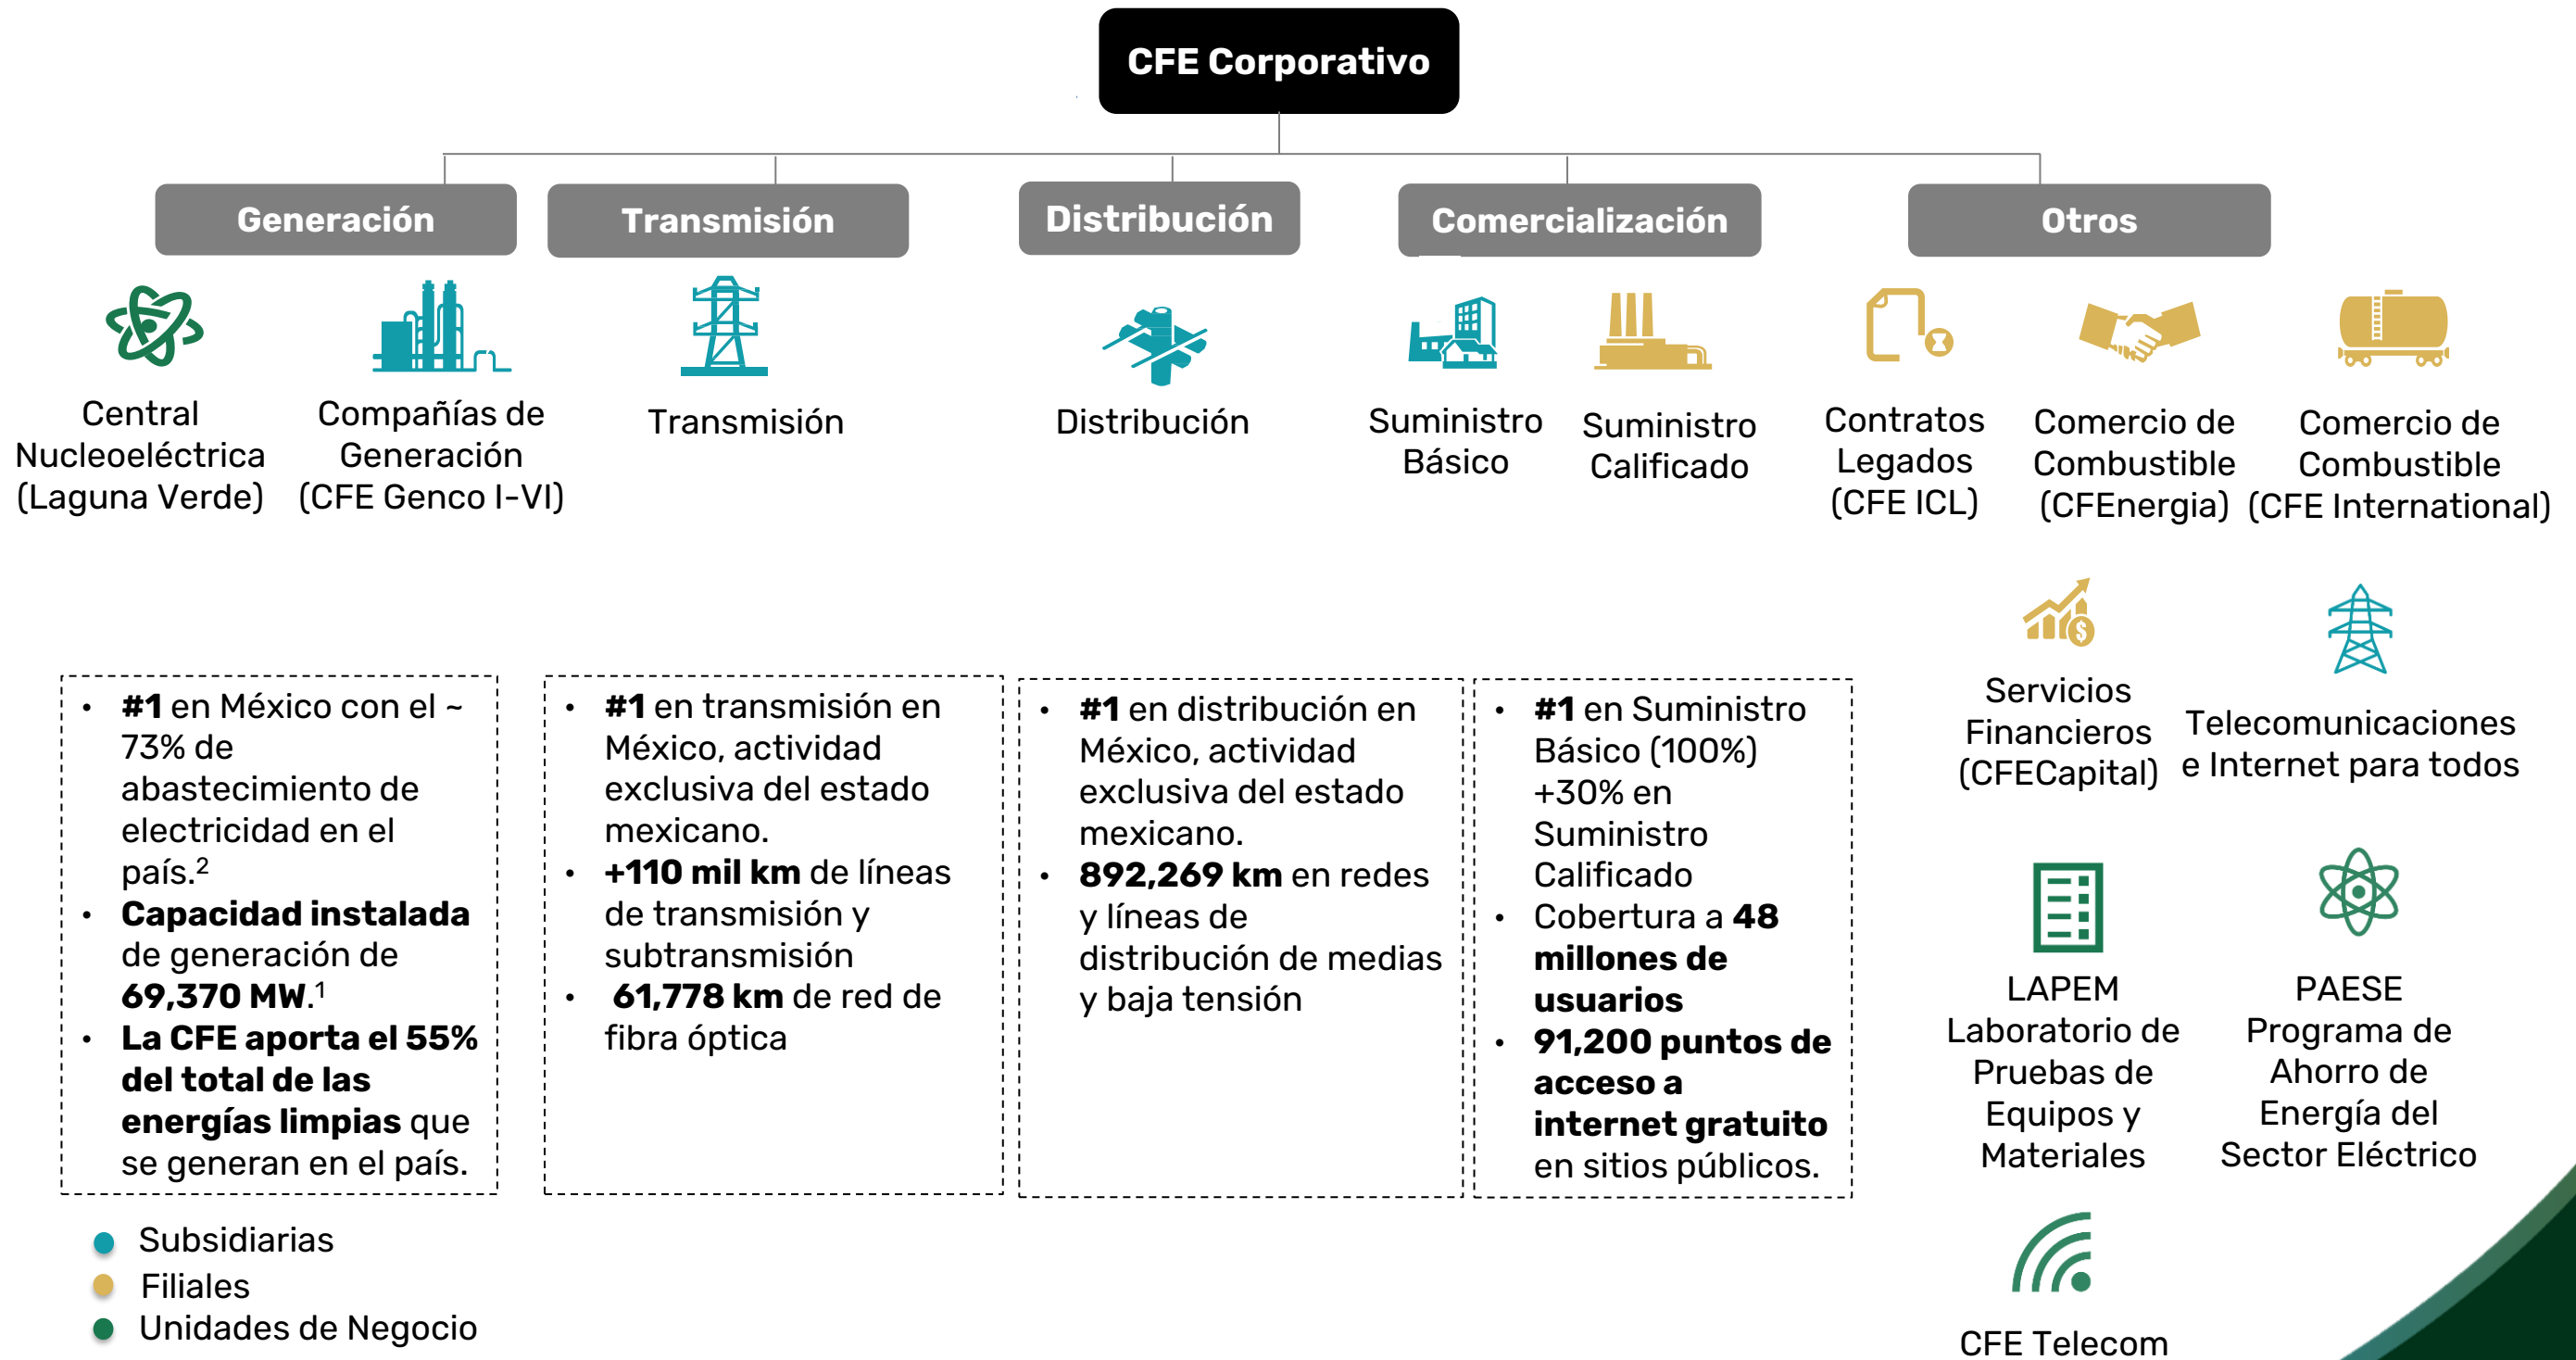 CFE Corporativo
Generación
Transmisión
Distribución
Comercialización
Otros
Central
Nucleoeléctrica
(Laguna Verde)
Compañías de
Generación
(CFE Genco I-VI)
Transmisión
Distribución
Suministro
Básico
Suministro
Calificado
Contratos
Legados
(CFE ICL)
Comercio de
Combustible
(CFEnergia)
Comercio de
Combustible
(CFE International)
Servicios
Financieros
(CFECapital)
Telecomunicaciones
e Internet para todos
LAPEM
Laboratorio de
Pruebas de
Equipos y
Materiales
PAESE
Programa de
Ahorro de
Energía del
Sector Eléctrico
CFE Telecom
• #1 en México con el ~
73% de
abastecimiento de
electricidad en el
país.²
• Capacidad instalada
de generación de
69,370 MW.¹
• La CFE aporta el 55%
del total de las
energías limpias que
se generan en el país.
• #1 en transmisión en
México, actividad
exclusiva del estado
mexicano.
• +110 mil km de líneas
de transmisión y
subtransmisión
• 61,778 km de red de
fibra óptica
• #1 en distribución en
México, actividad
exclusiva del estado
mexicano.
• 892,269 km en redes
y líneas de
distribución de medias
y baja tensión
• #1 en Suministro
Básico (100%)
+30% en
Suministro
Calificado
• Cobertura a 48
millones de
usuarios
• 91,200 puntos de
acceso a
internet gratuito
en sitios públicos.
Subsidiarias
Filiales
Unidades de Negocio